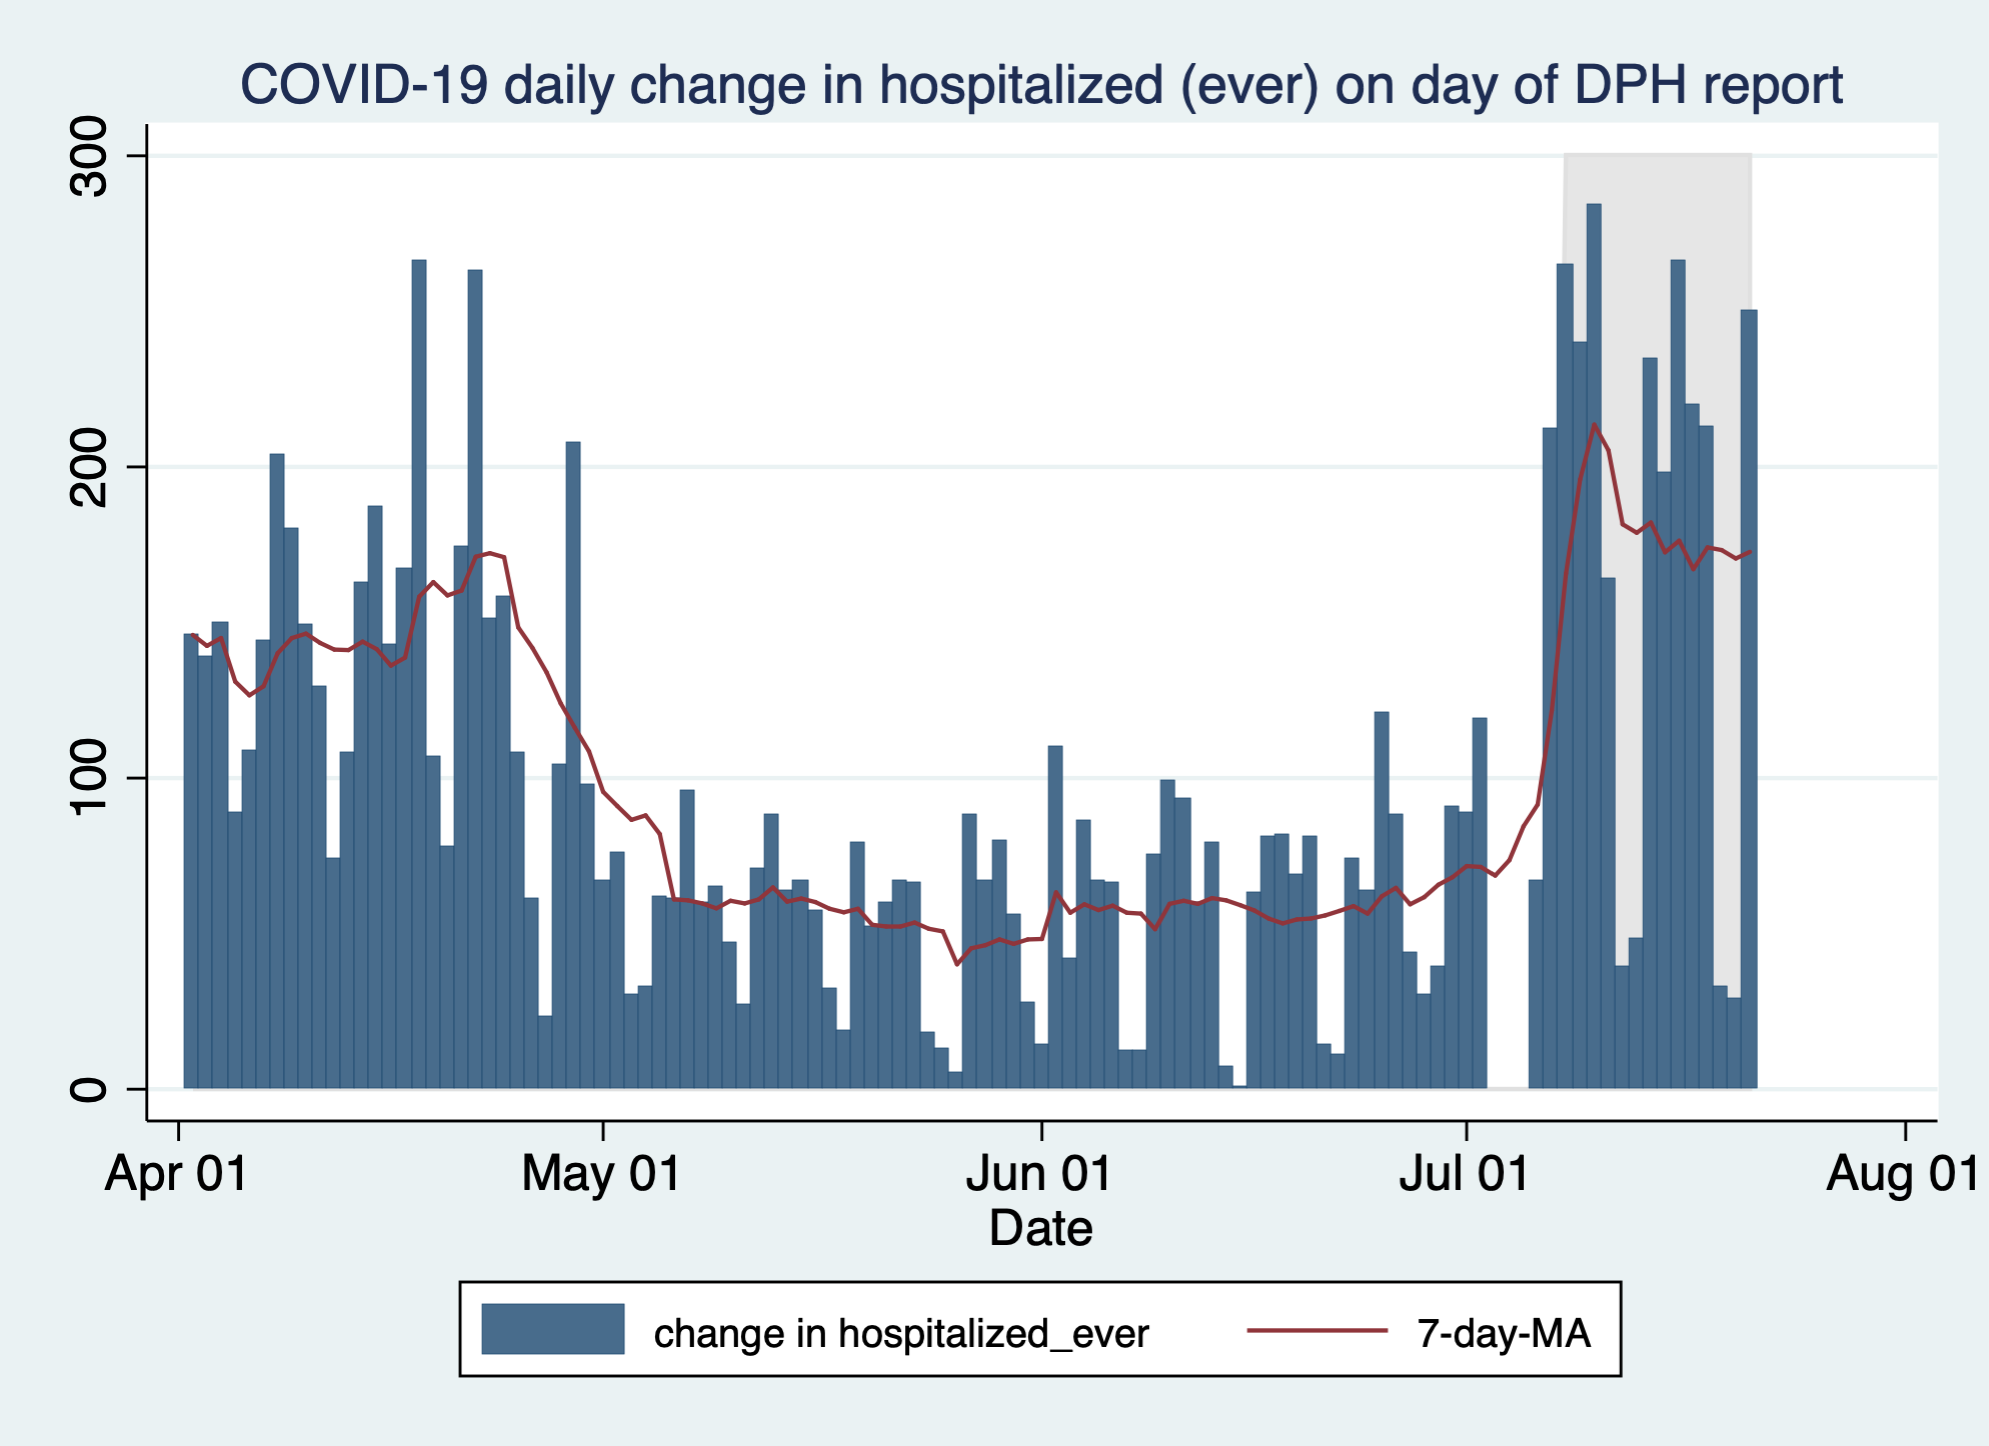 COVID-19 daily change in hospitalized (ever) on day of DPH report
300
200
100
0
Apr 01 May 01 Jun 01 Jul 01 Aug 01
Date
change in hospitalized_ever 7-day-MA